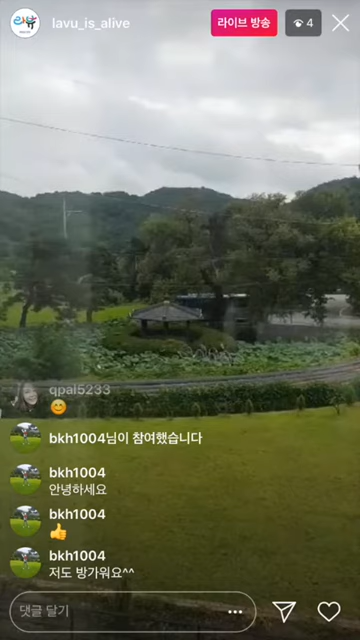 라뷰
lavu_is_alive
라이브 방송
4
qpal5233
😊
bkh1004님이 참여했습니다
bkh1004
안녕하세요
bkh1004
👍
bkh1004
저도 방가워요^^
댓글 달기